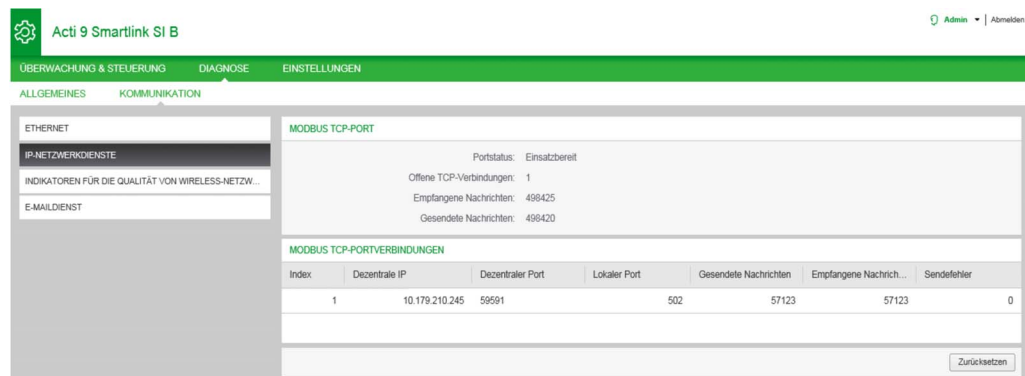 Acti 9 Smartlink SI B
Admin | Abmelden
ÜBERWACHUNG & STEUERUNG DIAGNOSE EINSTELLUNGEN
ALLGEMEINES KOMMUNIKATION
ETHERNET
IP-NETZWERKDIENSTE
INDIKATOREN FÜR DIE QUALITÄT VON WIRELESS-NETZW...
E-MAILDIENST
MODBUS TCP-PORT
Portstatus: Einsatzbereit
Offene TCP-Verbindungen: 1
Empfangene Nachrichten: 498425
Gesendete Nachrichten: 498420
MODBUS TCP-PORTVERBINDUNGEN
Index Dezentrale IP Dezentraler Port Lokaler Port Gesendete Nachrichten Empfangene Nachrich... Sendefehler
1 10.179.210.245 59591 502 57123 57123 0
Zurücksetzen